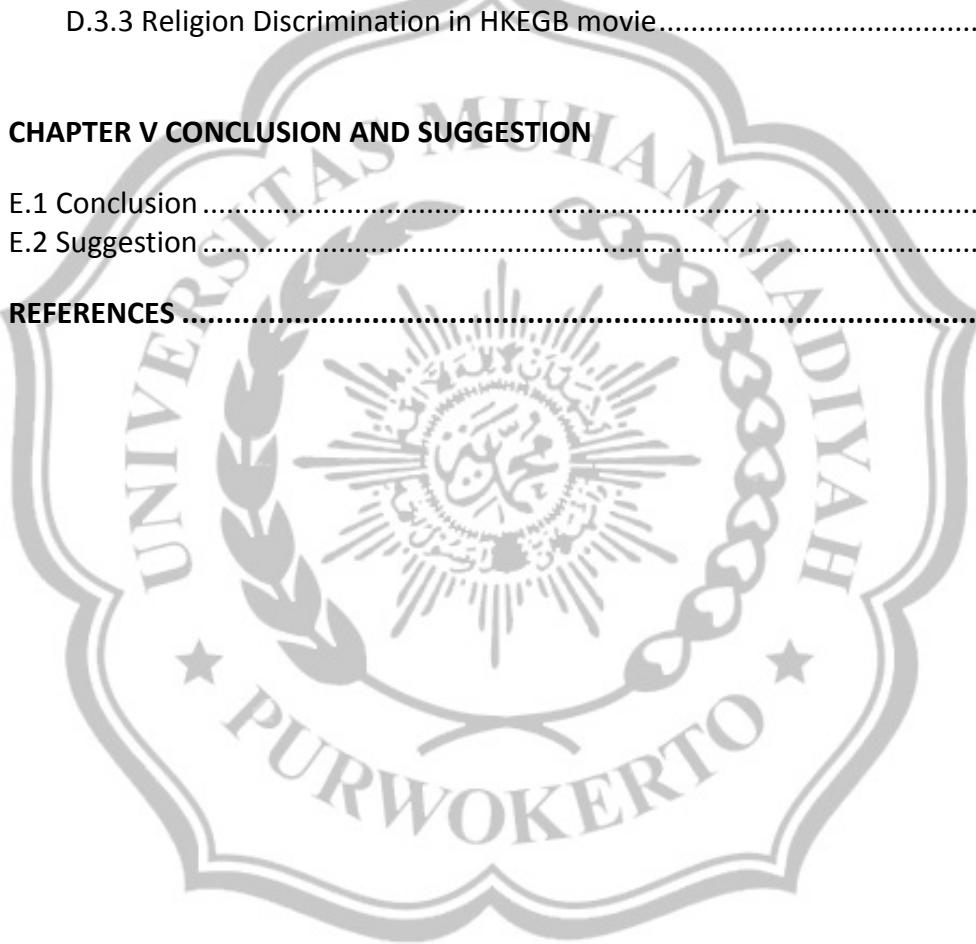 D.3.3 Religion Discrimination in HKEGB movie.......................................
CHAPTER V CONCLUSION AND SUGGESTION
E.1 Conclusion ................................................................................................
E.2 Suggestion ................................................................................................
REFERENCES ..................................................................................................
UNIVERSITAS MUHAMMADIYAH
PURWOKERTO